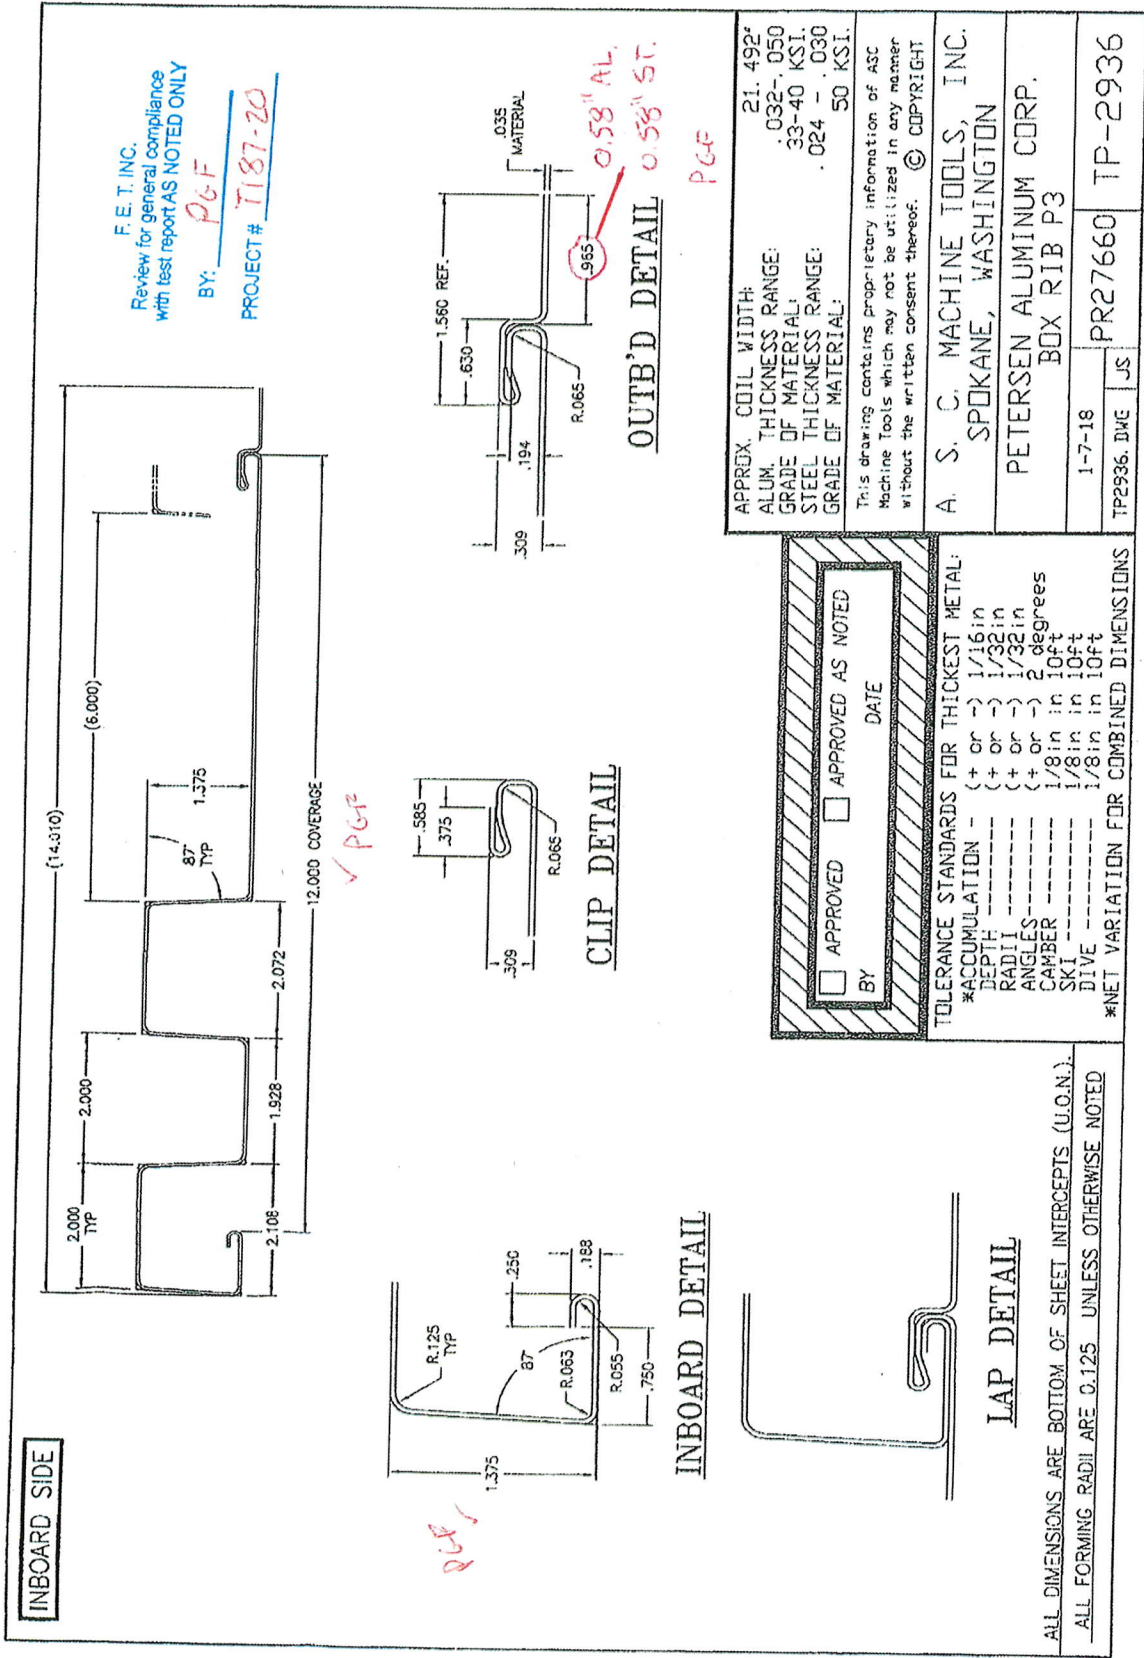 INBOARD SIDE
(14.010)
(6.000)
2.000
TYP
2.000
87°
TYP
1.375
2.108
1.928
2.072
12.000 COVERAGE
✓ PGF
F. E. T. INC.
Review for general compliance
with test report AS NOTED ONLY
BY: PGF
PROJECT# T187-20
PGF ✓
1.375
R.125
TYP
87°
R.063
R.055
.250
.188
.750
INBOARD DETAIL
.585
.375
.309
R.065
CLIP DETAIL
1.560 REF.
.630
.309
.194
R.065
.035
MATERIAL
.965
0.58" AL.
0.58" ST.
PGF
OUTB'D DETAIL
LAP DETAIL
ALL DIMENSIONS ARE BOTTOM OF SHEET INTERCEPTS (U.O.N.).
ALL FORMING RADII ARE 0.125 UNLESS OTHERWISE NOTED
APPROVED
APPROVED AS NOTED
BY
DATE
TOLERANCE STANDARDS FOR THICKEST METAL:
*ACCUMULATION - (+ or -) 1/16in
DEPTH --------- (+ or -) 1/32in
RADII --------- (+ or -) 1/32in
ANGLES -------- (+ or -) 2 degrees
CAMBER -------- 1/8in in 10ft
SKI ----------- 1/8in in 10ft
DIVE ---------- 1/8in in 10ft
*NET VARIATION FOR COMBINED DIMENSIONS
APPROX. COIL WIDTH: 21.492"
ALUM. THICKNESS RANGE: .032-.050
GRADE OF MATERIAL: 33-40 KSI.
STEEL THICKNESS RANGE: .024 - .030
GRADE OF MATERIAL: 50 KSI.
This drawing contains proprietary information of ASC
Machine Tools which may not be utilized in any manner
without the written consent thereof. © COPYRIGHT
A. S. C. MACHINE TOOLS, INC.
SPOKANE, WASHINGTON
PETERSEN ALUMINUM CORP.
BOX RIB P3
1-7-18
TP2936.DWG
JS
PR27660
TP-2936